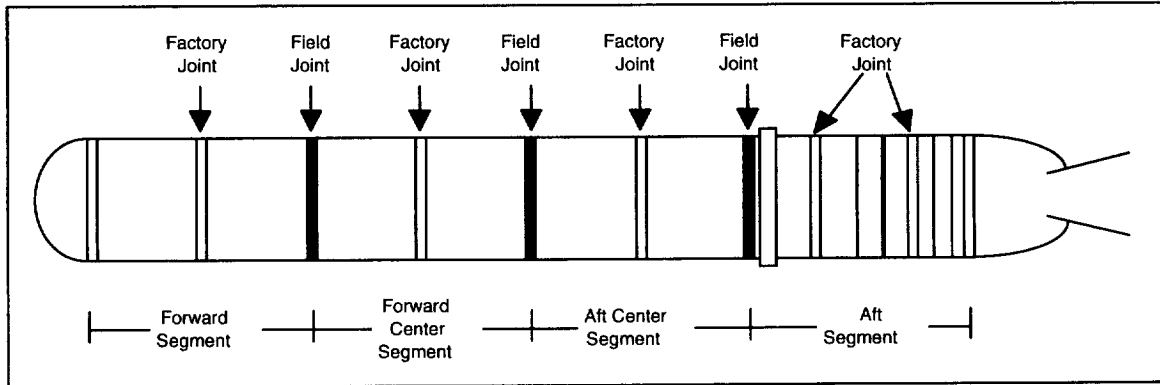 Factory
Joint
Field
Joint
Factory
Joint
Field
Joint
Factory
Joint
Field
Joint
Factory
Joint
Forward
Segment
Forward
Center
Segment
Aft Center
Segment
Aft
Segment